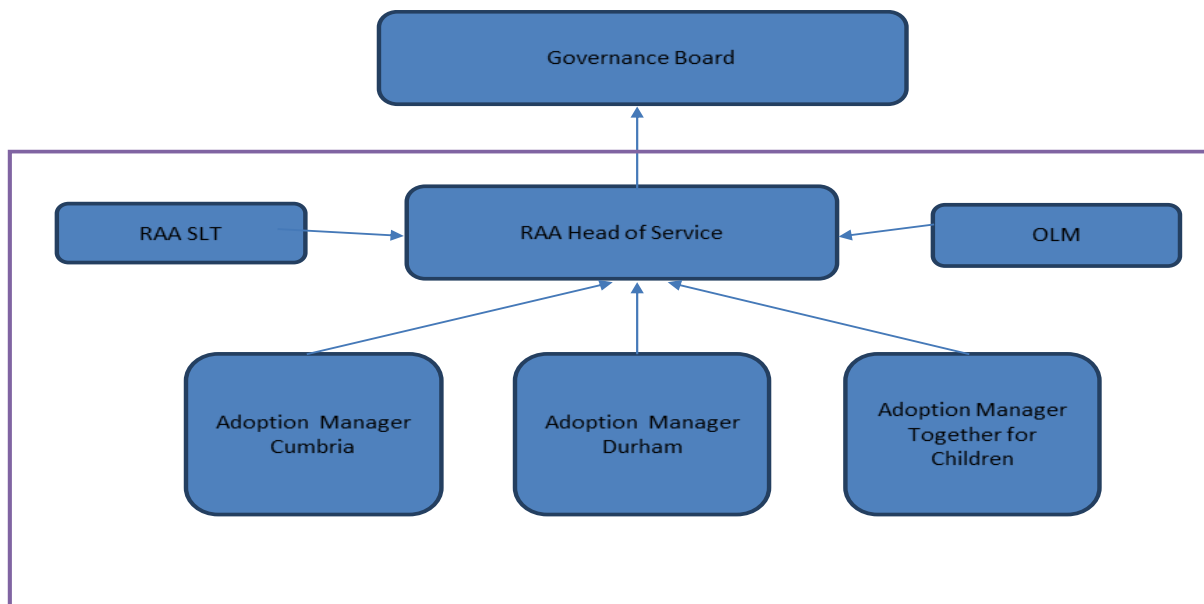 Governance Board
RAA SLT
RAA Head of Service
OLM
Adoption  Manager
Cumbria
Adoption  Manager
Durham
Adoption Manager
Together for
Children